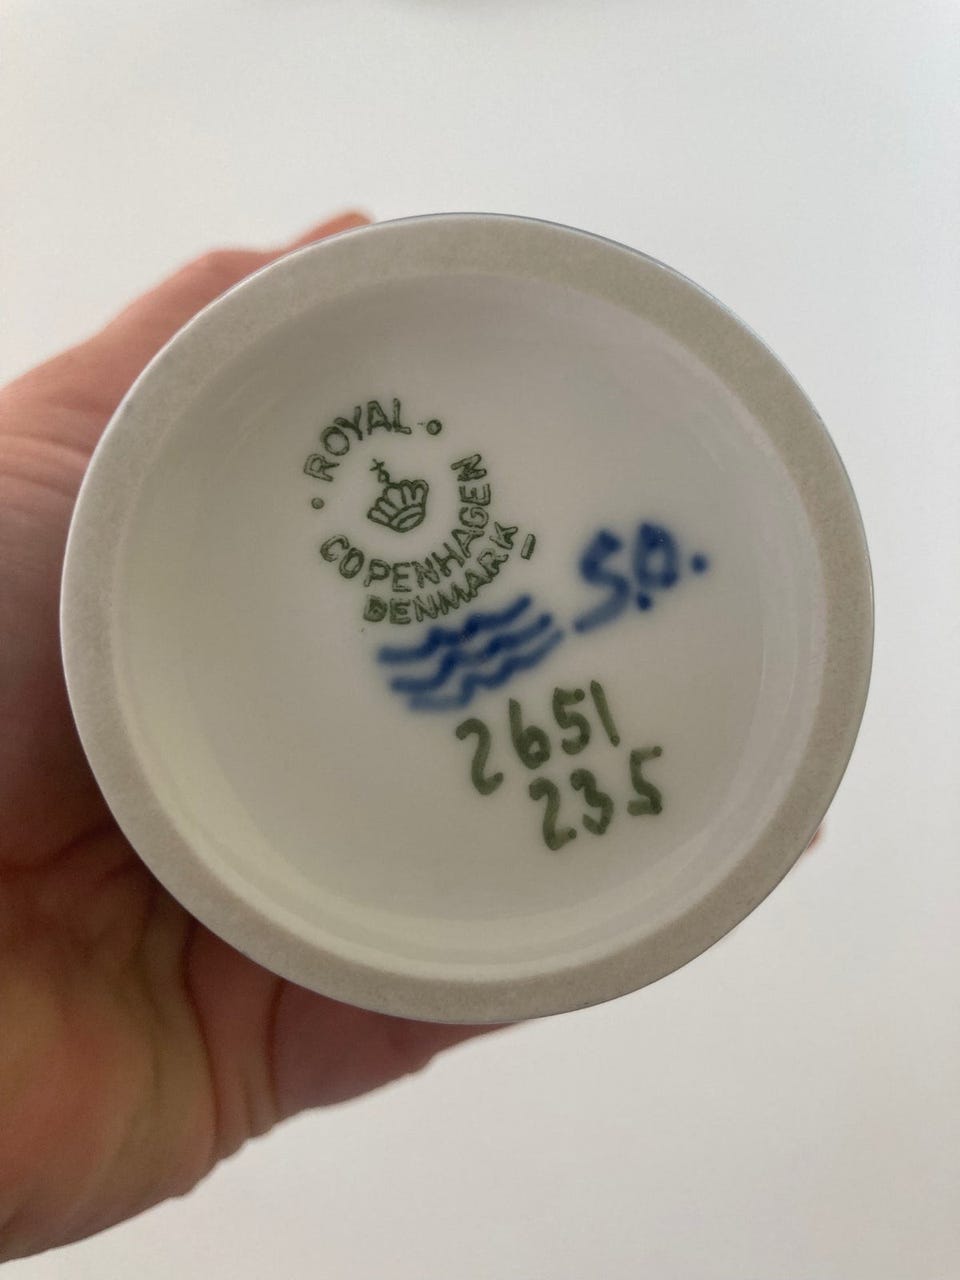 ROYAL
COPENHAGEN
DENMARK
2651
235